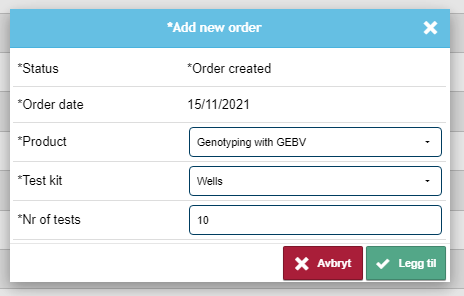 *Add new order
*Status *Order created
*Order date 15/11/2021
*Product Genotyping with GEBV
*Test kit Wells
*Nr of tests 10
Avbryt Legg til